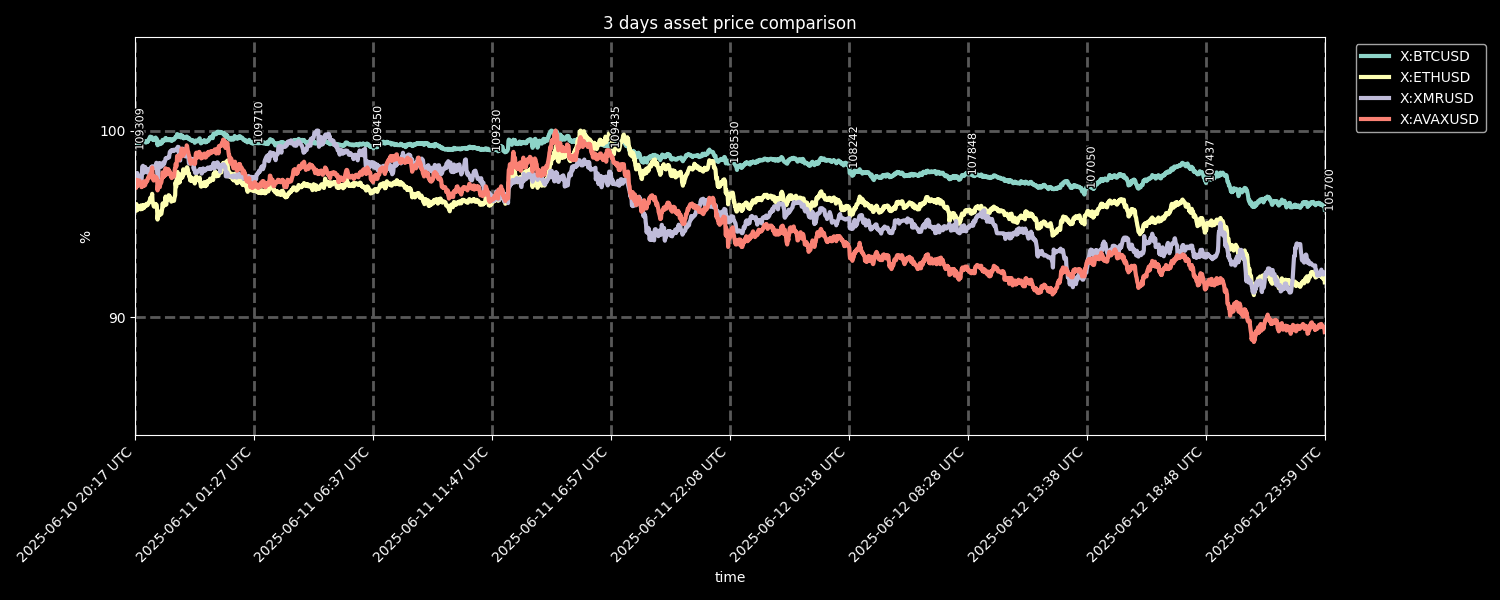 3 days asset price comparison
X:BTCUSD
X:ETHUSD
X:XMRUSD
X:AVAXUSD
109309
109710
109450
109230
109435
108530
108242
107848
107050
107437
105700
100
90
%
2025-06-10 20:17 UTC
2025-06-11 01:27 UTC
2025-06-11 06:37 UTC
2025-06-11 11:47 UTC
2025-06-11 16:57 UTC
2025-06-11 22:08 UTC
2025-06-12 03:18 UTC
2025-06-12 08:28 UTC
2025-06-12 13:38 UTC
2025-06-12 18:48 UTC
2025-06-12 23:59 UTC
time